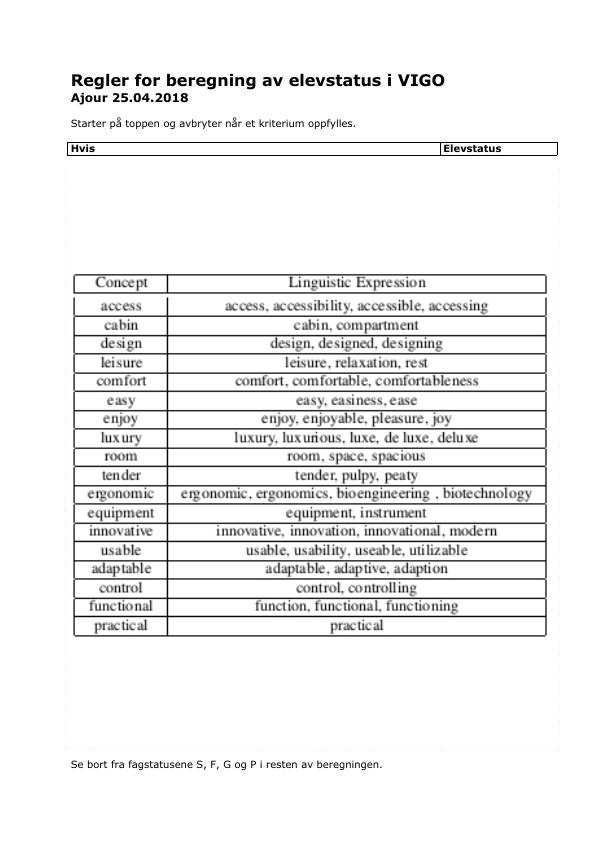 Regler for beregning av elevstatus i VIGO
Ajour 25.04.2018
Starter på toppen og avbryter når et kriterium oppfylles.
Hvis Elevstatus
Concept Linguistic Expression
access access, accessibility, accessible, accessing
cabin cabin, compartment
design design, designed, designing
leisure leisure, relaxation, rest
comfort comfort, comfortable, comfortableness
easy easy, easiness, ease
enjoy enjoy, enjoyable, pleasure, joy
luxury luxury, luxurious, luxe, de luxe, deluxe
room room, space, spacious
tender tender, pulpy, peaty
ergonomic ergonomic, ergonomics, bioengineering , biotechnology
equipment equipment, instrument
innovative innovative, innovation, innovational, modern
usable usable, usability, useable, utilizable
adaptable adaptable, adaptive, adaption
control control, controlling
functional function, functional, functioning
practical practical
Se bort fra fagstatusene S, F, G og P i resten av beregningen.